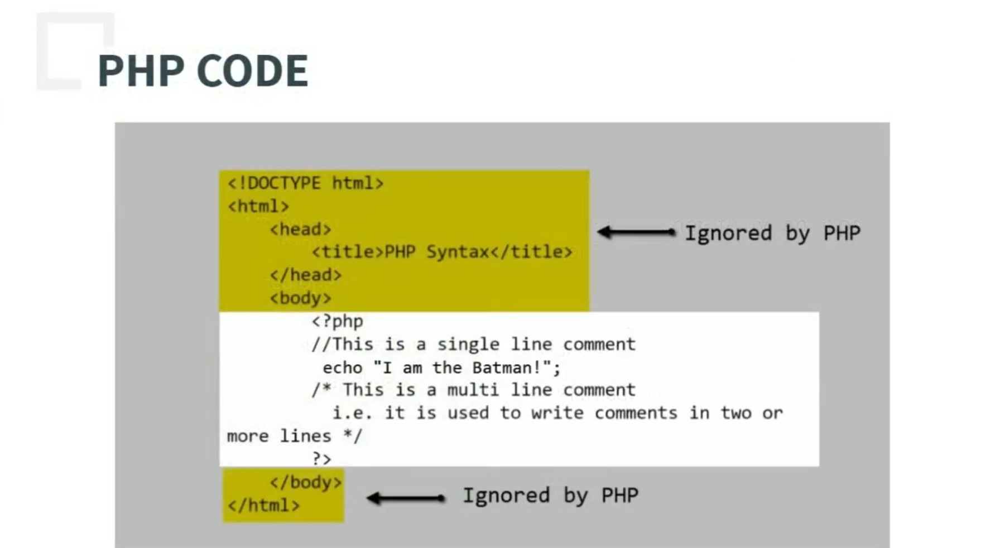 PHP CODE
<!DOCTYPE html>
<html>
<head>
Ignored by PHP
<title>PHP Syntax</title>
</head>
<body>
<?php
//This is a single line comment
echo "I am the Batman!";
/* This is a multi line comment
i.e. it is used to write comments in two or
more lines */
?>
</body>
Ignored by PHP
</html>